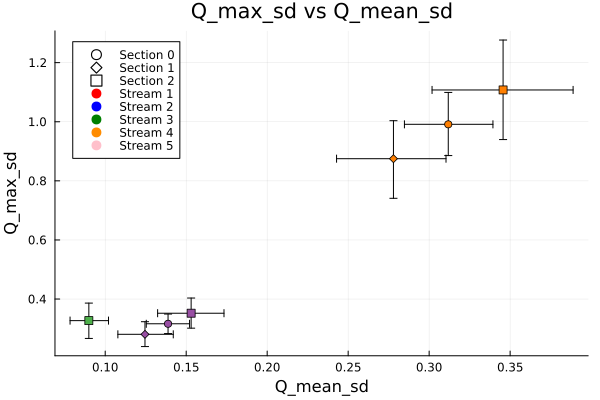 Q_max_sd vs Q_mean_sd
Section 0
Section 1
Section 2
Stream 1
Stream 2
Stream 3
Stream 4
Stream 5
Q_max_sd
1.2
1.0
0.8
0.6
0.4
0.10
0.15
0.20
0.25
0.30
0.35
Q_mean_sd